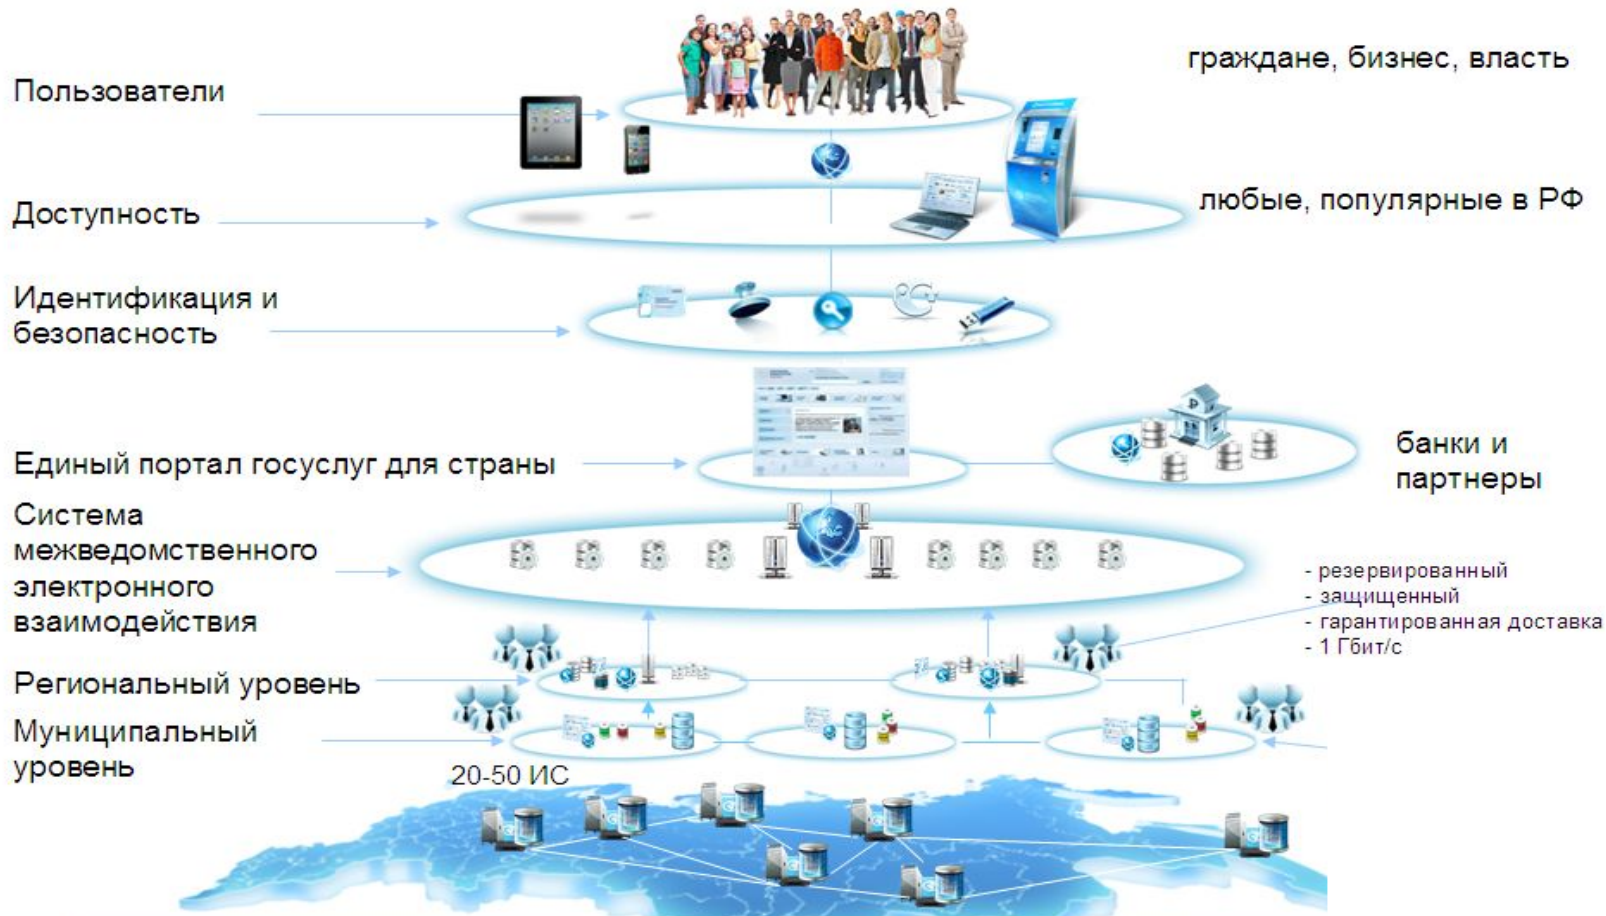 граждане, бизнес, власть
Пользователи
любые, популярные в РФ
Доступность
Идентификация и
безопасность
Единый портал госуслуг для страны
банки и
партнеры
Система
межведомственного
электронного
взаимодействия
- резервированный
- защищенный
- гарантированная доставка
- 1 Гбит/с
Региональный уровень
Муниципальный
уровень
20-50 ИС